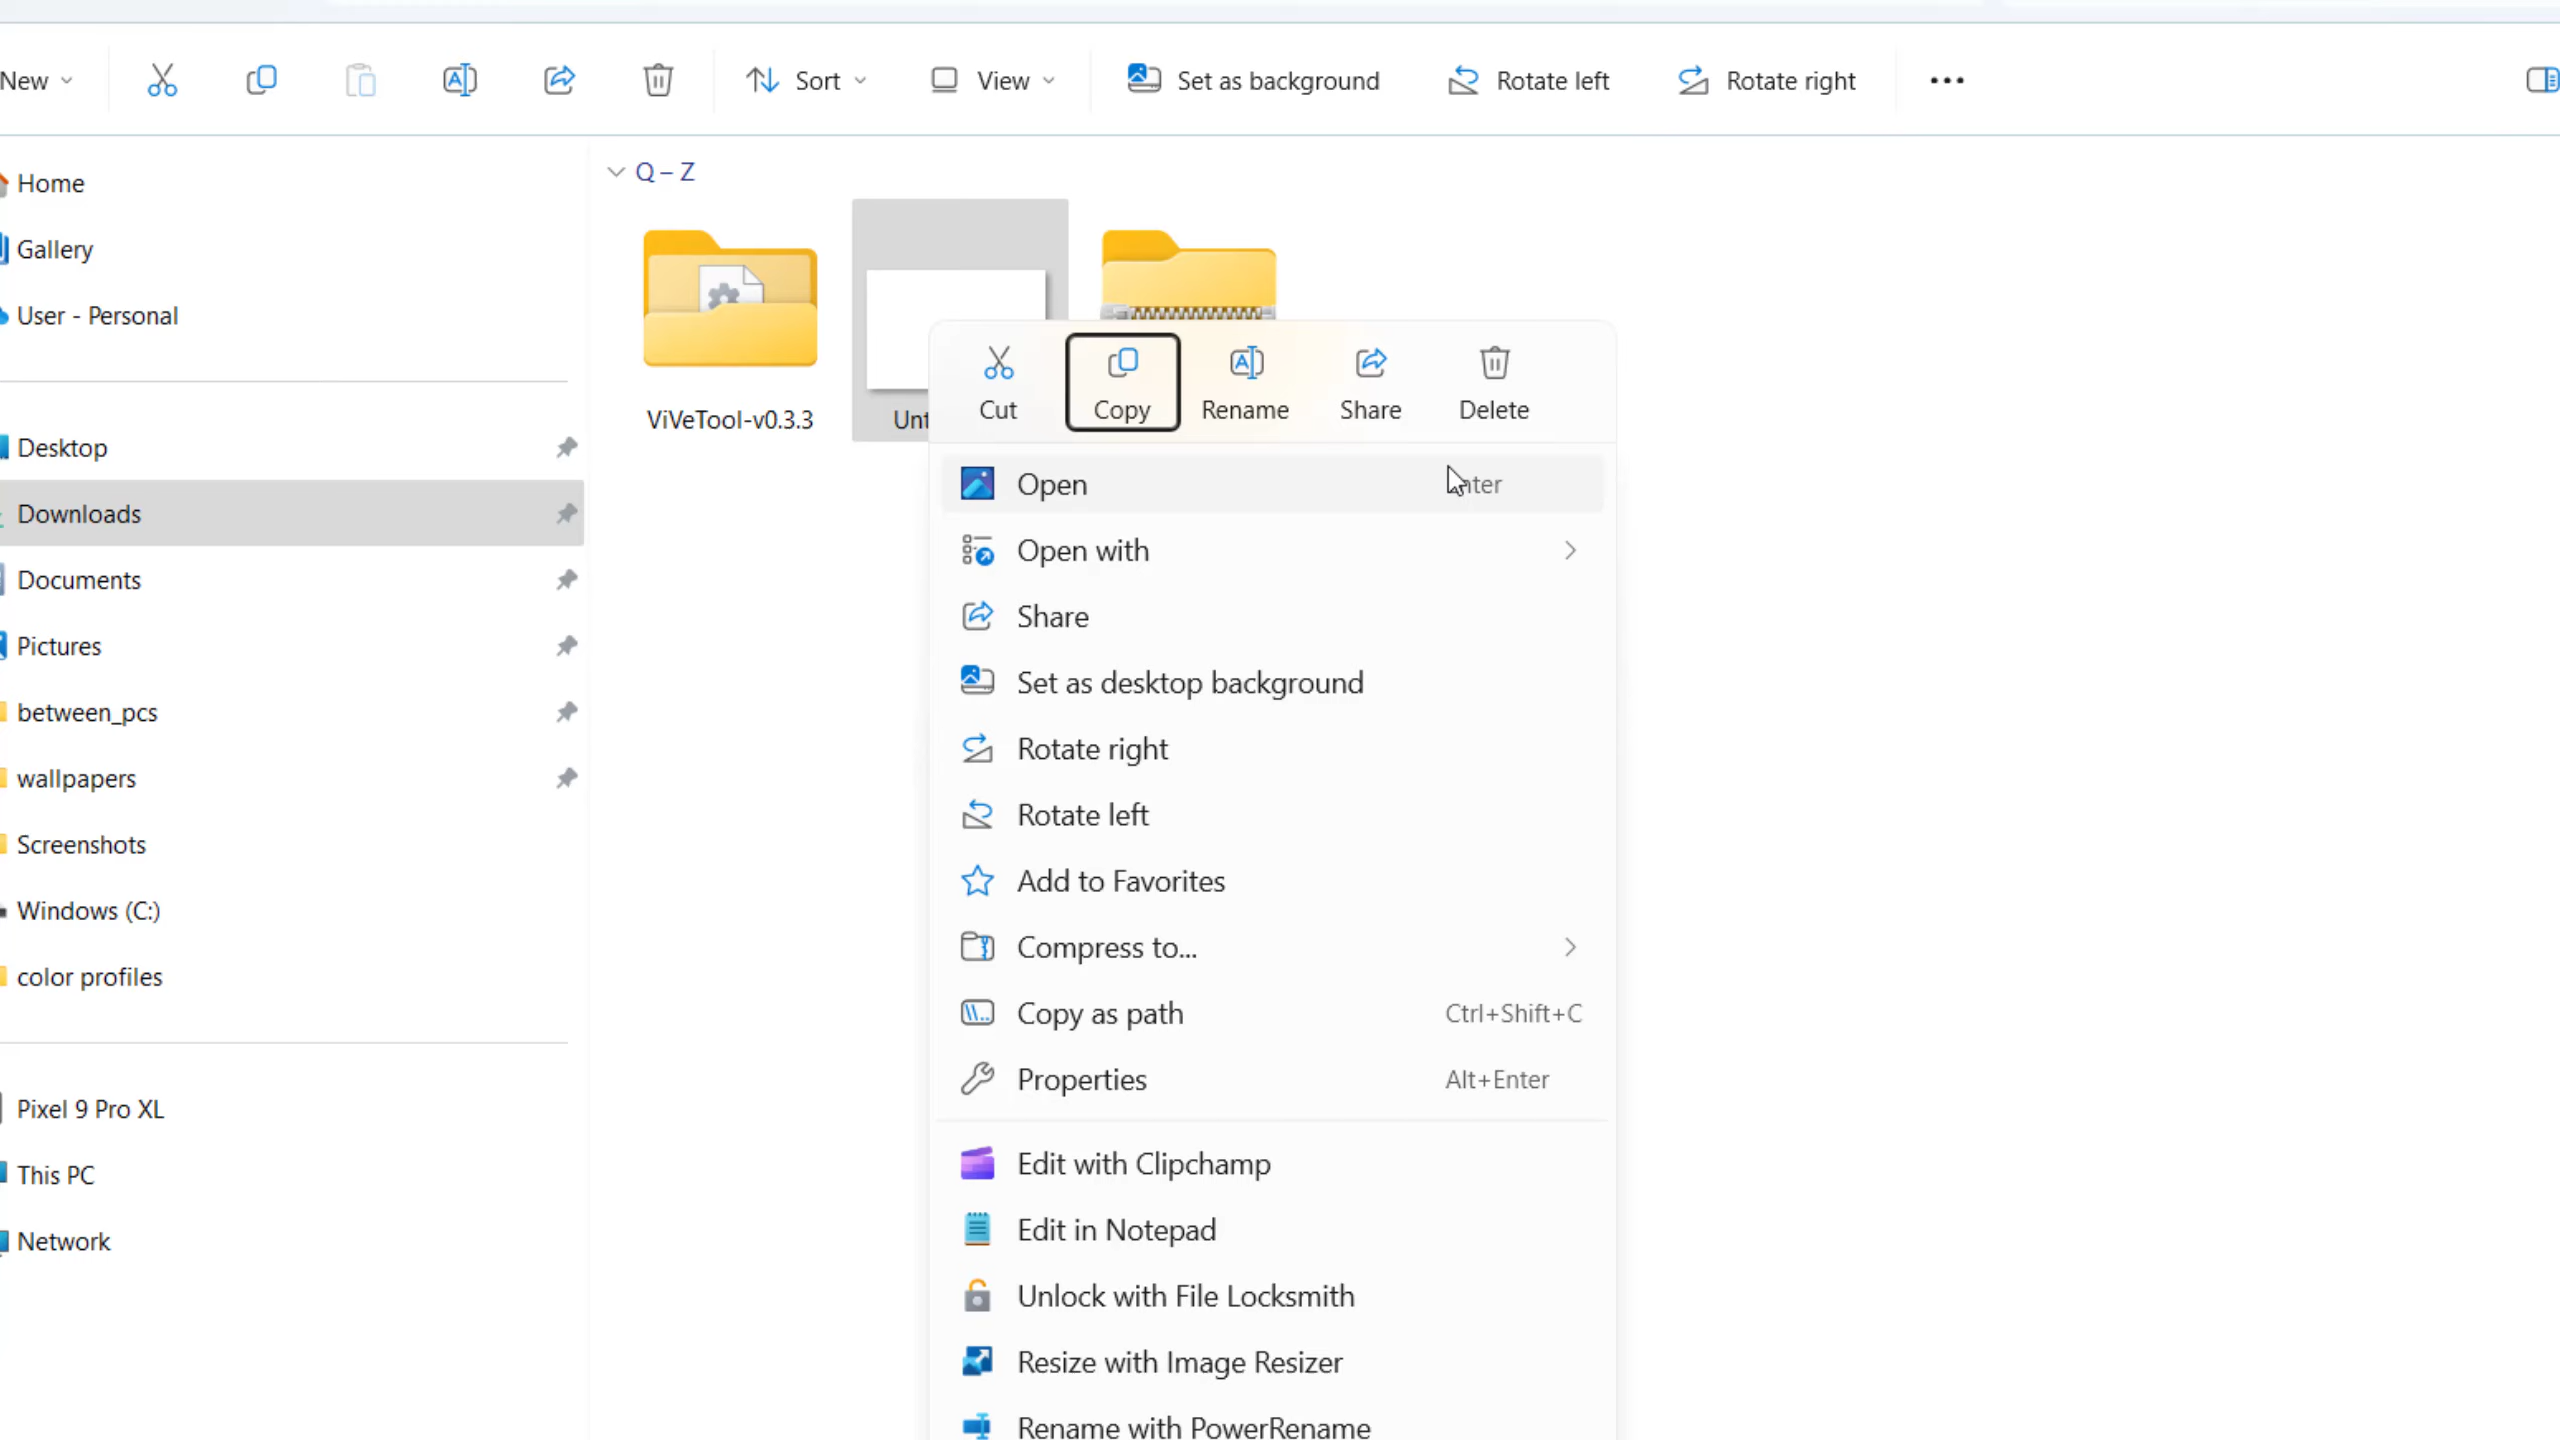 New
Sort
View
Set as background
Rotate left
Rotate right
Home
Gallery
User - Personal
Desktop
Downloads
Documents
Pictures
between_pcs
wallpapers
Screenshots
Windows (C:)
color profiles
Pixel 9 Pro XL
This PC
Network
Q – Z
ViVeTool-v0.3.3
Unt
Cut
Copy
Rename
Share
Delete
Open
Open with
Share
Set as desktop background
Rotate right
Rotate left
Add to Favorites
Compress to...
Copy as path Ctrl+Shift+C
Properties Alt+Enter
Edit with Clipchamp
Edit in Notepad
Unlock with File Locksmith
Resize with Image Resizer
Rename with PowerRename